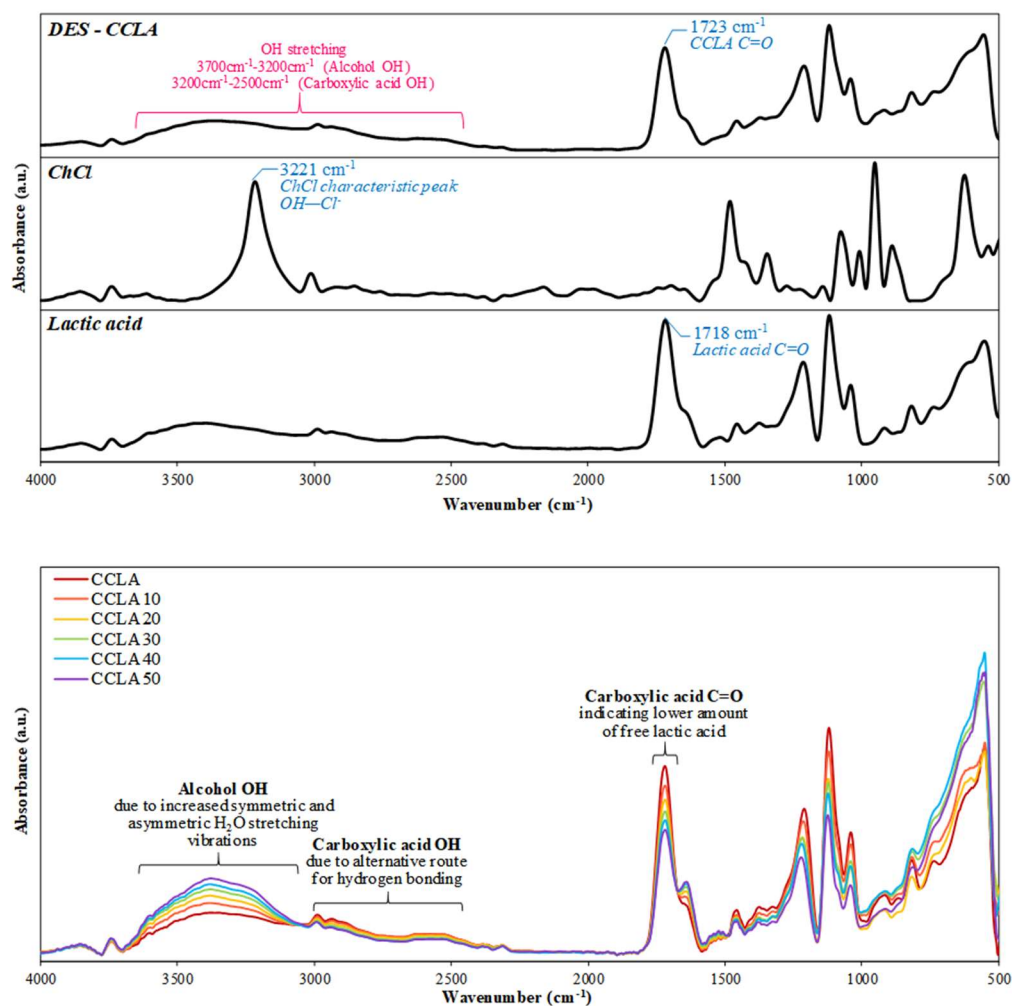 DES - CCLA
OH stretching
3700cm⁻¹-3200cm⁻¹ (Alcohol OH)
3200cm⁻¹-2500cm⁻¹ (Carboxylic acid OH)
1723 cm⁻¹
CCLA C=O
ChCl
3221 cm⁻¹
ChCl characteristic peak
OH—Cl⁻
Lactic acid
1718 cm⁻¹
Lactic acid C=O
Absorbance (a.u.)
4000 3500 3000 2500 2000 1500 1000 500
Wavenumber (cm⁻¹)
CCLA
CCLA 10
CCLA 20
CCLA 30
CCLA 40
CCLA 50
Carboxylic acid C=O
indicating lower amount
of free lactic acid
Alcohol OH
due to increased symmetric and
asymmetric H₂O stretching
vibrations
Carboxylic acid OH
due to alternative route
for hydrogen bonding
Absorbance (a.u.)
4000 3500 3000 2500 2000 1500 1000 500
Wavenumber (cm⁻¹)